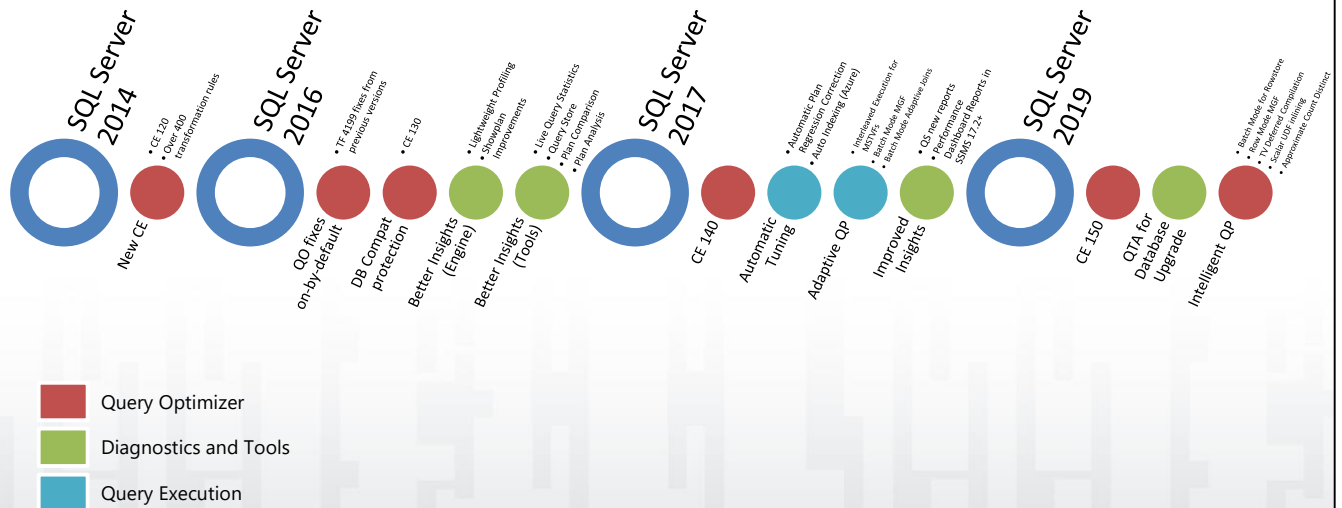 SQL Server
2014
• CE 120
• Over 400
transformation rules
New CE
SQL Server
2016
• TF 4199 fixes from
previous versions
QO fixes
on-by-default
• CE 130
DB Compat
protection
• Lightweight Profiling
• Showplan
Improvements
Better Insights
(Engine)
• Live Query Statistics
• Query Store
• Plan Comparison
• Plan Analysis
Better Insights
(Tools)
SQL Server
2017
CE 140
• Automatic Plan
Regression Correction
• Auto Indexing (Azure)
Automatic
Tuning
• Interleaved Execution for
MSTVFs
• Batch Mode MGF
• Batch Mode Adaptive Joins
Adaptive QP
• QS new reports
• Performance
Dashboard Reports in
SSMS 17.2+
Improved
Insights
SQL Server
2019
CE 150
QTA for
Database
Upgrade
• Batch Mode for Rowstore
• Row Mode MGF
• TV Deferred Compilation
• Scalar UDF Inlining
• Approximate Count Distinct
Intelligent QP
Query Optimizer
Diagnostics and Tools
Query Execution